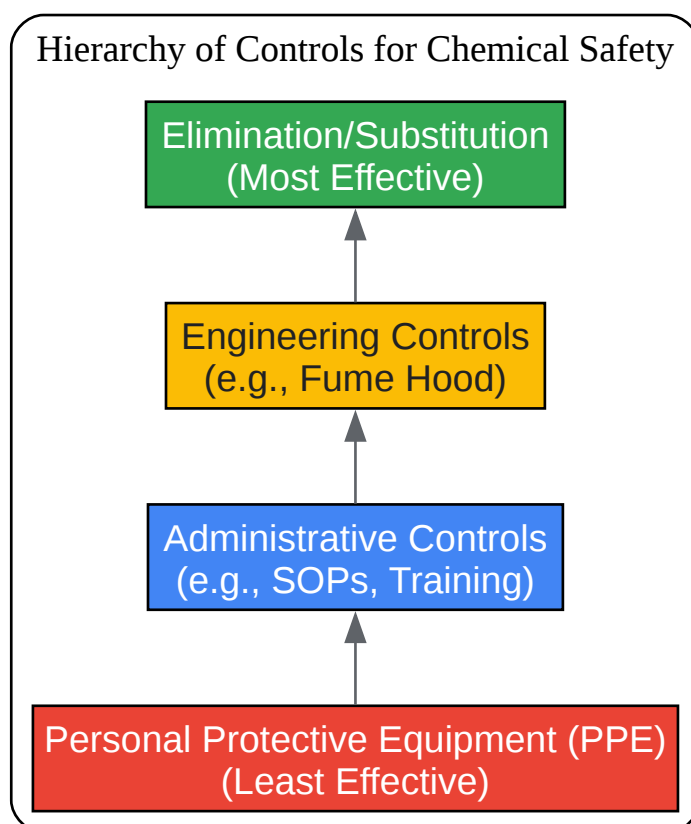 Hierarchy of Controls for Chemical Safety
Elimination/Substitution
(Most Effective)
Engineering Controls
(e.g., Fume Hood)
Administrative Controls
(e.g., SOPs, Training)
Personal Protective Equipment (PPE)
(Least Effective)